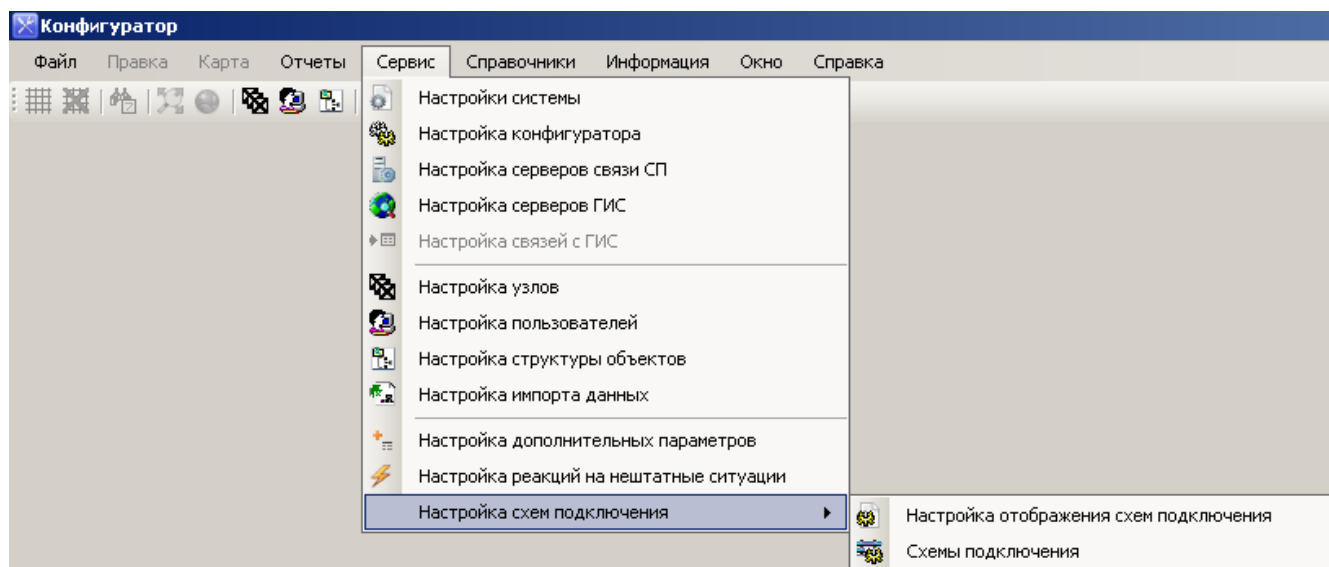 Конфигуратор
Файл Правка Карта Отчеты Сервис Справочники Информация Окно Справка
Настройки системы
Настройка конфигуратора
Настройка серверов связи СП
Настройка серверов ГИС
Настройка связей с ГИС
Настройка узлов
Настройка пользователей
Настройка структуры объектов
Настройка импорта данных
Настройка дополнительных параметров
Настройка реакций на нештатные ситуации
Настройка схем подключения
Настройка отображения схем подключения
Схемы подключения